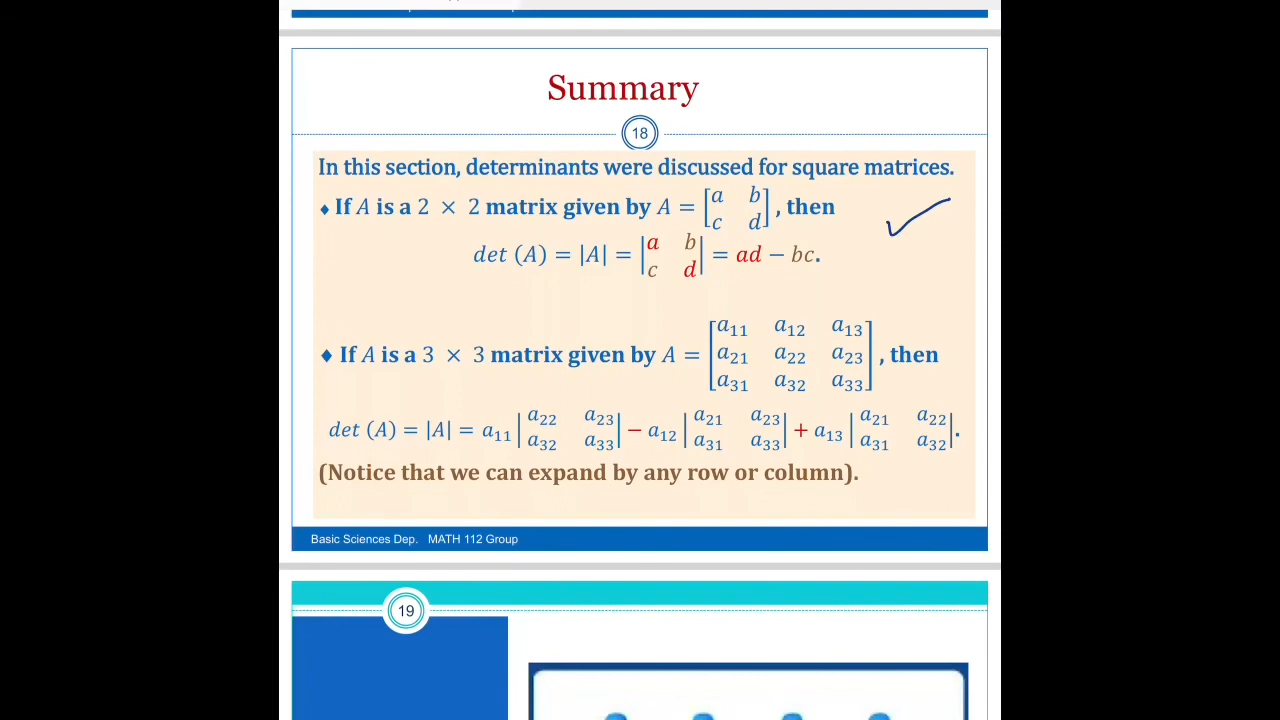 Summary
18
In this section, determinants were discussed for square matrices.
♦ If A is a 2 × 2 matrix given by A = [a b; c d], then
det (A) = |A| = |a b; c d| = ad − bc.
♦ If A is a 3 × 3 matrix given by A = [a₁₁ a₁₂ a₁₃; a₂₁ a₂₂ a₂₃; a₃₁ a₃₂ a₃₃], then
det (A) = |A| = a₁₁ |a₂₂ a₂₃; a₃₂ a₃₃| − a₁₂ |a₂₁ a₂₃; a₃₁ a₃₃| + a₁₃ |a₂₁ a₂₂; a₃₁ a₃₂|.
(Notice that we can expand by any row or column).
Basic Sciences Dep. MATH 112 Group
19